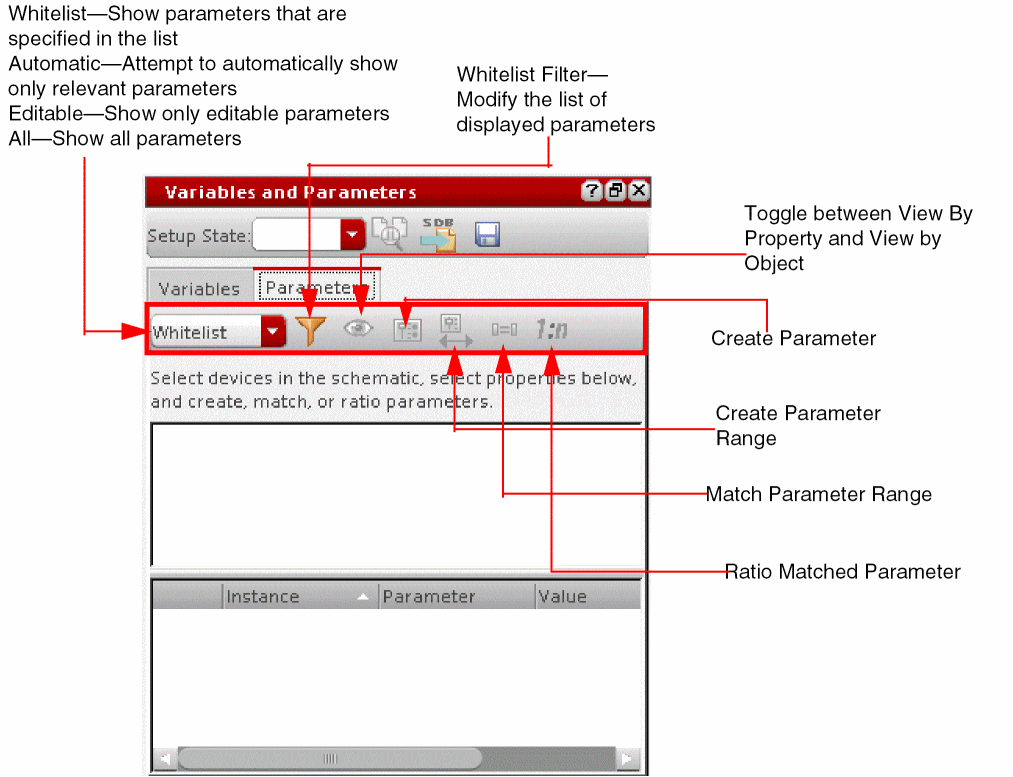 Whitelist—Show parameters that are
specified in the list
Automatic—Attempt to automatically show
only relevant parameters
Editable—Show only editable parameters
All—Show all parameters
Whitelist Filter—
Modify the list of
displayed parameters
Variables and Parameters
Setup State:
SDB
Toggle between View By
Property and View by
Object
Variables
Parameters
Whitelist
1:n
Create Parameter
Select devices in the schematic, select properties below,
and create, match, or ratio parameters.
Create Parameter
Range
Match Parameter Range
Ratio Matched Parameter
Instance
Parameter
Value